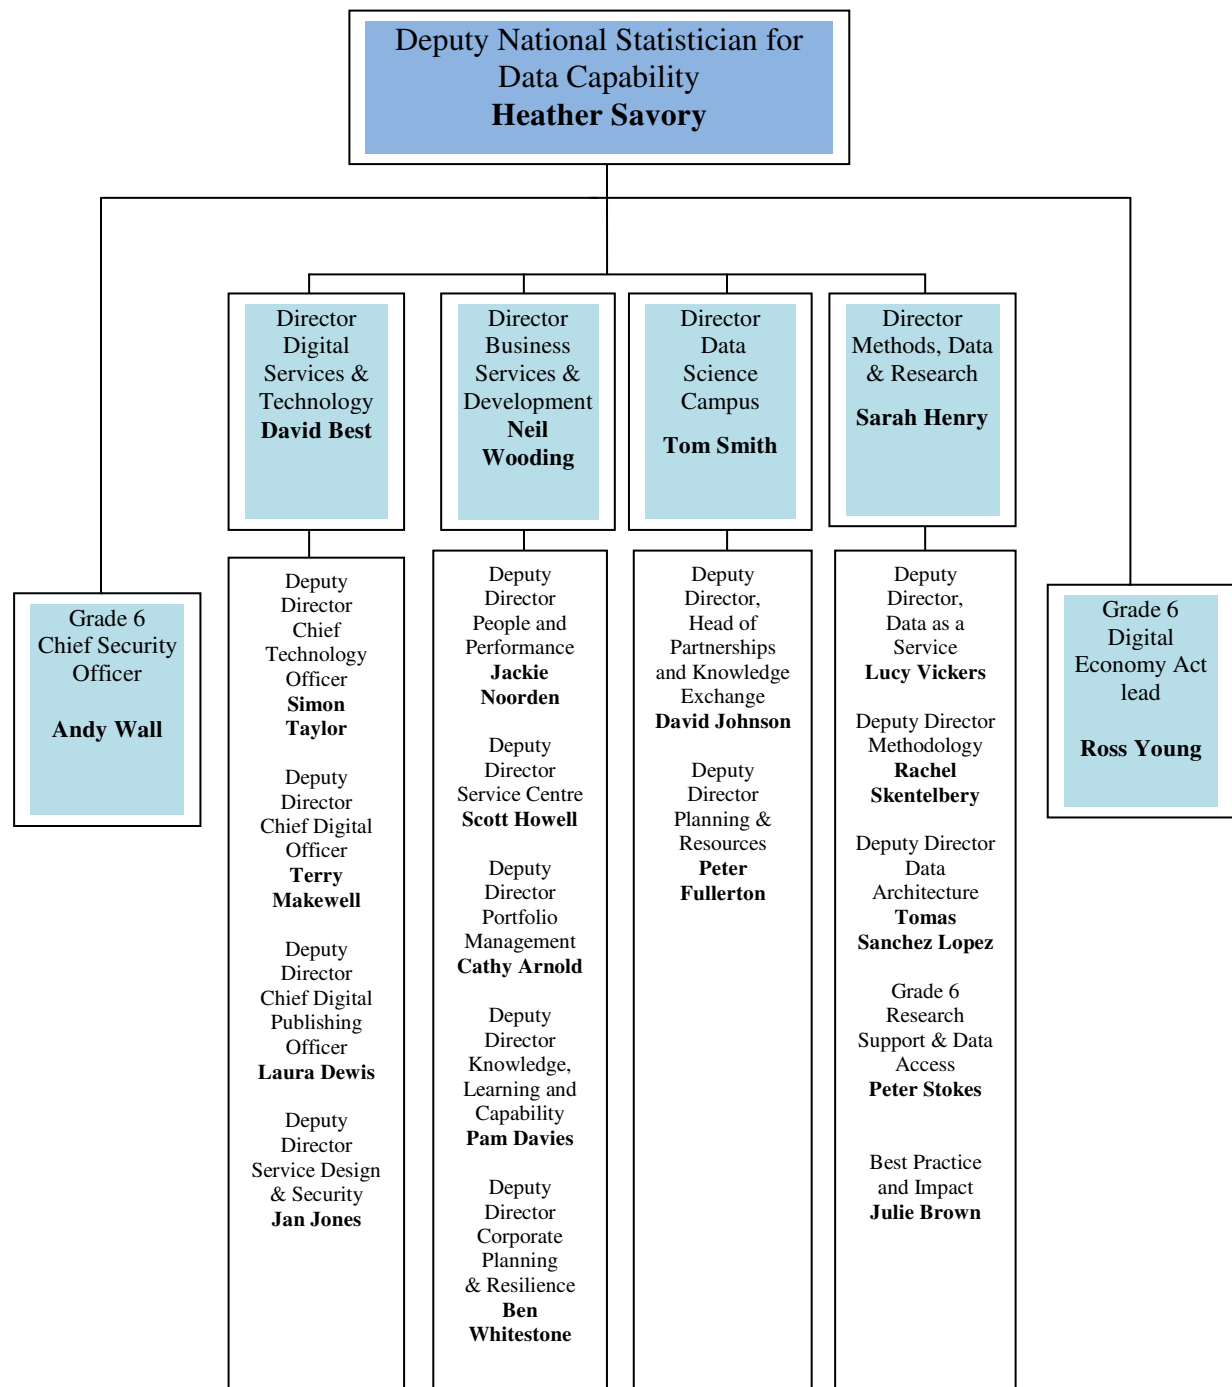 Deputy National Statistician for
Data Capability
Heather Savory
Director
Digital
Services &
Technology
David Best
Director
Business
Services &
Development
Neil
Wooding
Director
Data
Science
Campus
Tom Smith
Director
Methods, Data
& Research
Sarah Henry
Grade 6
Chief Security
Officer
Andy Wall
Deputy
Director
Chief
Technology
Officer
Simon
Taylor
Deputy
Director
Chief Digital
Officer
Terry
Makewell
Deputy
Director
Chief Digital
Publishing
Officer
Laura Dewis
Deputy
Director
Service Design
& Security
Jan Jones
Deputy
Director
People and
Performance
Jackie
Noorden
Deputy
Director
Service Centre
Scott Howell
Deputy
Director
Portfolio
Management
Cathy Arnold
Deputy
Director
Knowledge,
Learning and
Capability
Pam Davies
Deputy
Director
Corporate
Planning
& Resilience
Ben
Whitestone
Deputy
Director,
Head of
Partnerships
and Knowledge
Exchange
David Johnson
Deputy
Director
Planning &
Resources
Peter
Fullerton
Deputy
Director,
Data as a
Service
Lucy Vickers
Deputy Director
Methodology
Rachel
Skentelbery
Deputy Director
Data
Architecture
Tomas
Sanchez Lopez
Grade 6
Research
Support & Data
Access
Peter Stokes
Best Practice
and Impact
Julie Brown
Grade 6
Digital
Economy Act
lead
Ross Young